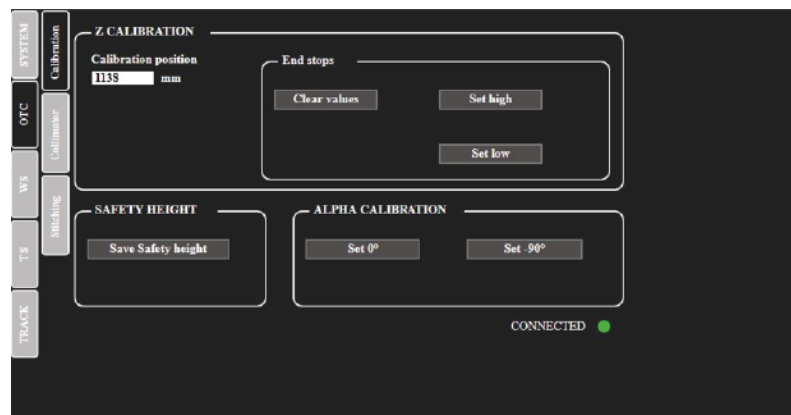 SYSTEM
OTC
WS
TS
TRACK
Calibration
Collimator
Stitching
Z CALIBRATION
Calibration position
1138 mm
End stops
Clear values
Set high
Set low
SAFETY HEIGHT
Save Safety height
ALPHA CALIBRATION
Set 0°
Set -90°
CONNECTED